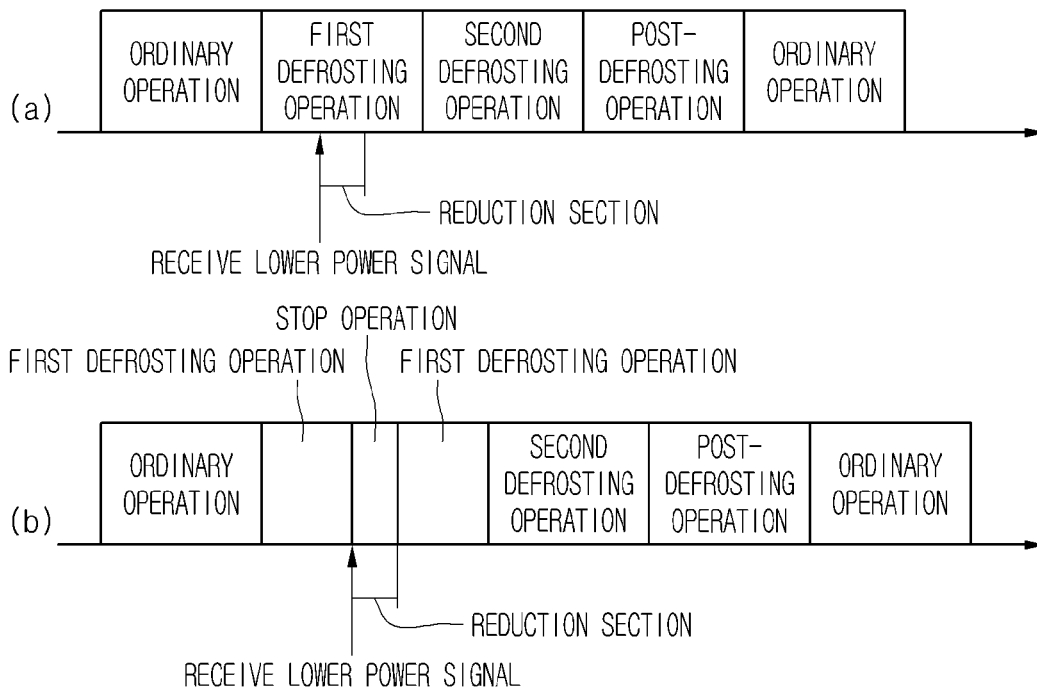 (a)
ORDINARY
OPERATION
FIRST
DEFROSTING
OPERATION
SECOND
DEFROSTING
OPERATION
POST-
DEFROSTING
OPERATION
ORDINARY
OPERATION
REDUCTION SECTION
RECEIVE LOWER POWER SIGNAL
STOP OPERATION
FIRST DEFROSTING OPERATION
FIRST DEFROSTING OPERATION
(b)
ORDINARY
OPERATION
SECOND
DEFROSTING
OPERATION
POST-
DEFROSTING
OPERATION
ORDINARY
OPERATION
REDUCTION SECTION
RECEIVE LOWER POWER SIGNAL